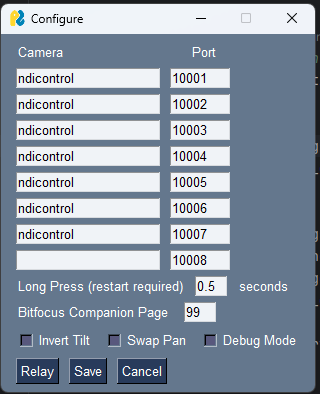 Configure
Camera Port
ndicontrol 10001
ndicontrol 10002
ndicontrol 10003
ndicontrol 10004
ndicontrol 10005
ndicontrol 10006
ndicontrol 10007
10008
Long Press (restart required) 0.5 seconds
Bitfocus Companion Page 99
Invert Tilt Swap Pan Debug Mode
Relay Save Cancel